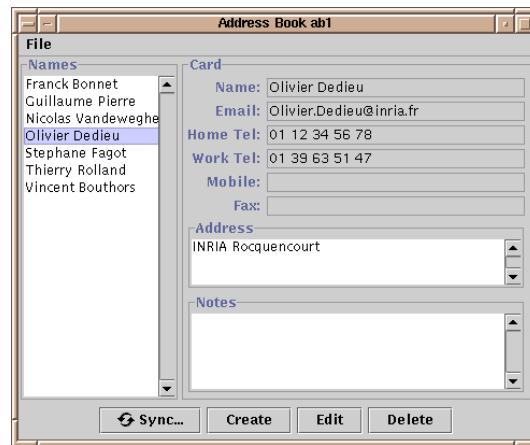 Address Book ab1
File
Names
Franck Bonnet
Guillaume Pierre
Nicolas Vandeweghe
Olivier Dedieu
Stephane Fagot
Thierry Rolland
Vincent Bouthors
Card
Name: Olivier Dedieu
Email: Olivier.Dedieu@inria.fr
Home Tel: 01 12 34 56 78
Work Tel: 01 39 63 51 47
Mobile:
Fax:
Address
INRIA Rocquencourt
Notes
Sync... Create Edit Delete